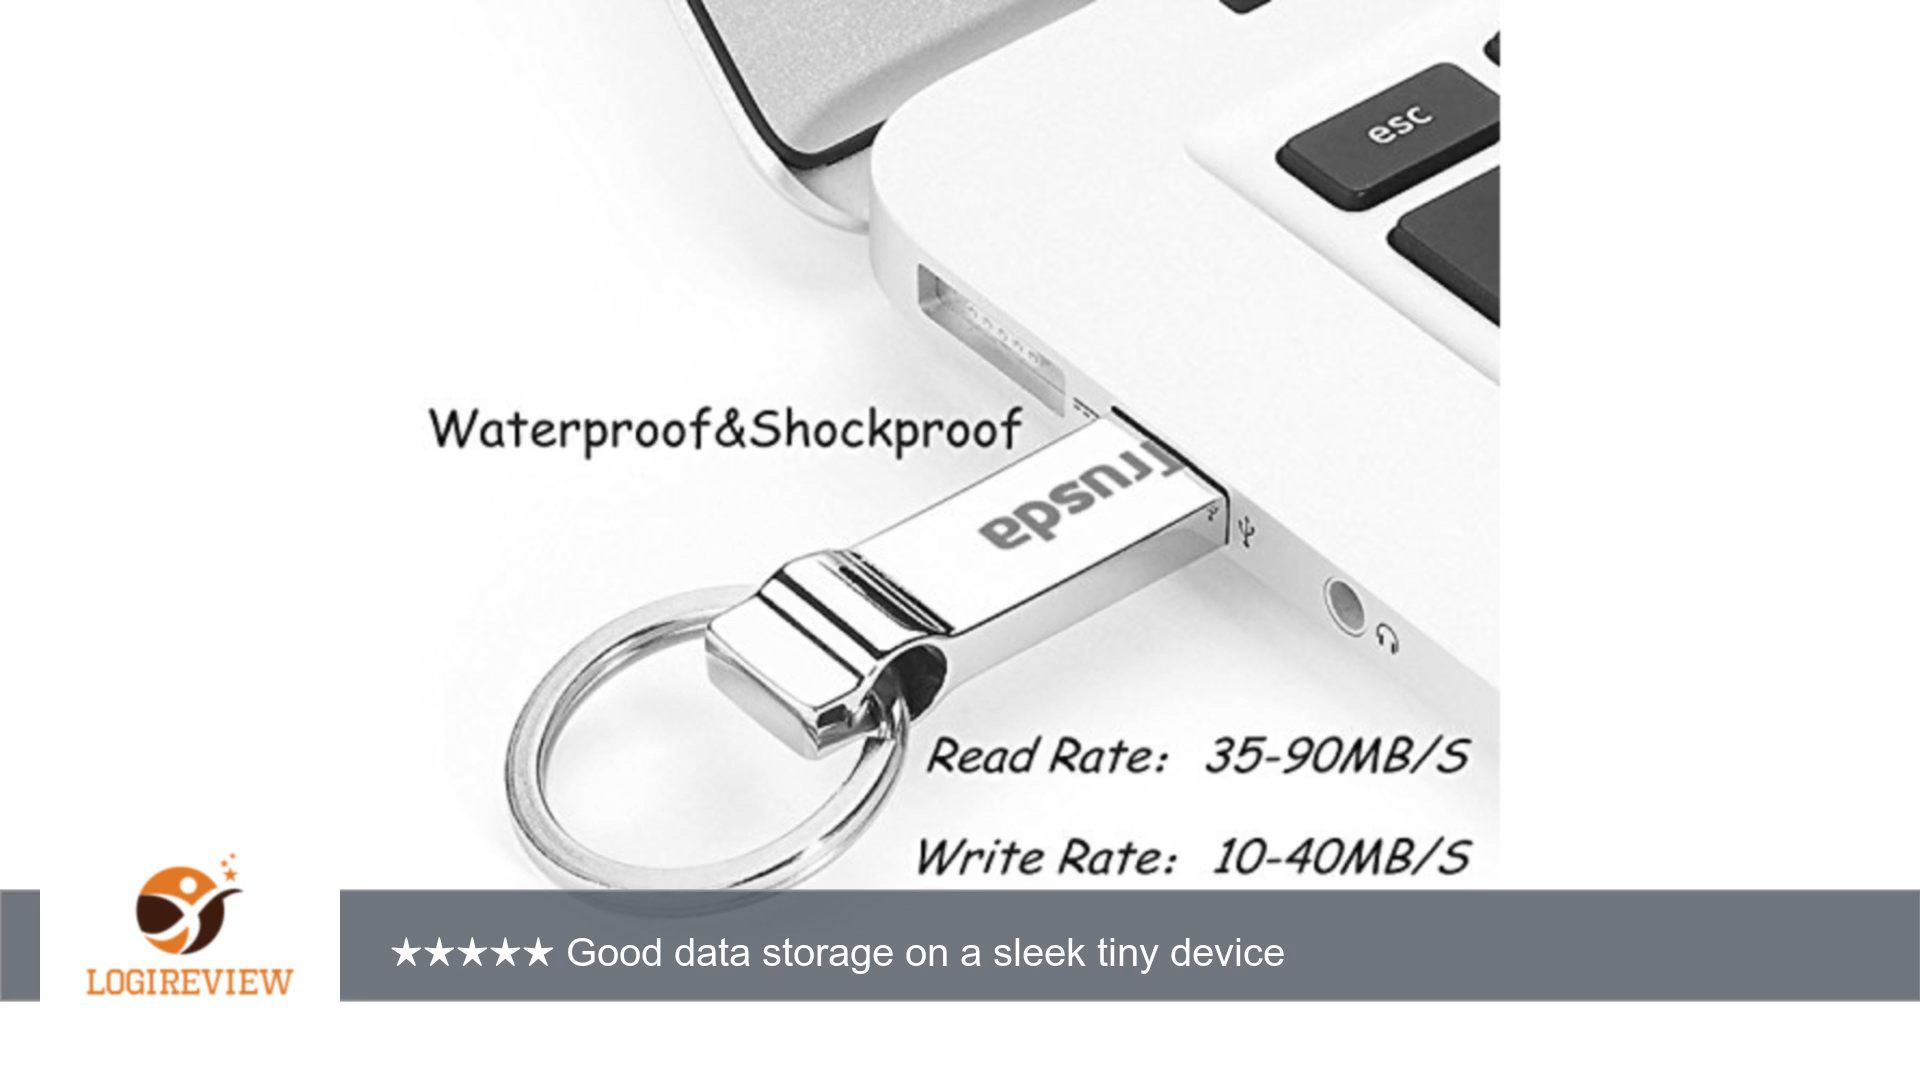 esc
Waterproof&Shockproof
Trusda
Read Rate: 35-90MB/S
Write Rate: 10-40MB/S
★★★★★ Good data storage on a sleek tiny device
LOGIREVIEW